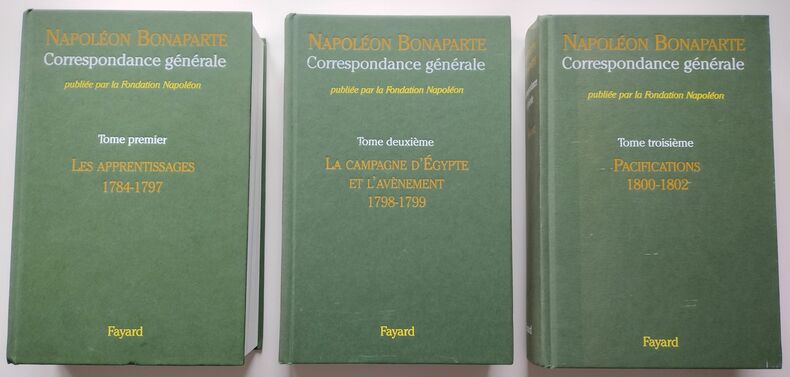 NAPOLÉON BONAPARTE
Correspondance générale
publiée par la Fondation Napoléon
Tome premier
LES APPRENTISSAGES
1784-1797
Fayard
NAPOLÉON BONAPARTE
Correspondance générale
publiée par la Fondation Napoléon
Tome deuxième
LA CAMPAGNE D'ÉGYPTE
ET L'AVÈNEMENT
1798-1799
Fayard
NAPOLÉON BONAPARTE
Correspondance générale
publiée par la Fondation Napoléon
Tome troisième
PACIFICATIONS
1800-1802
Fayard